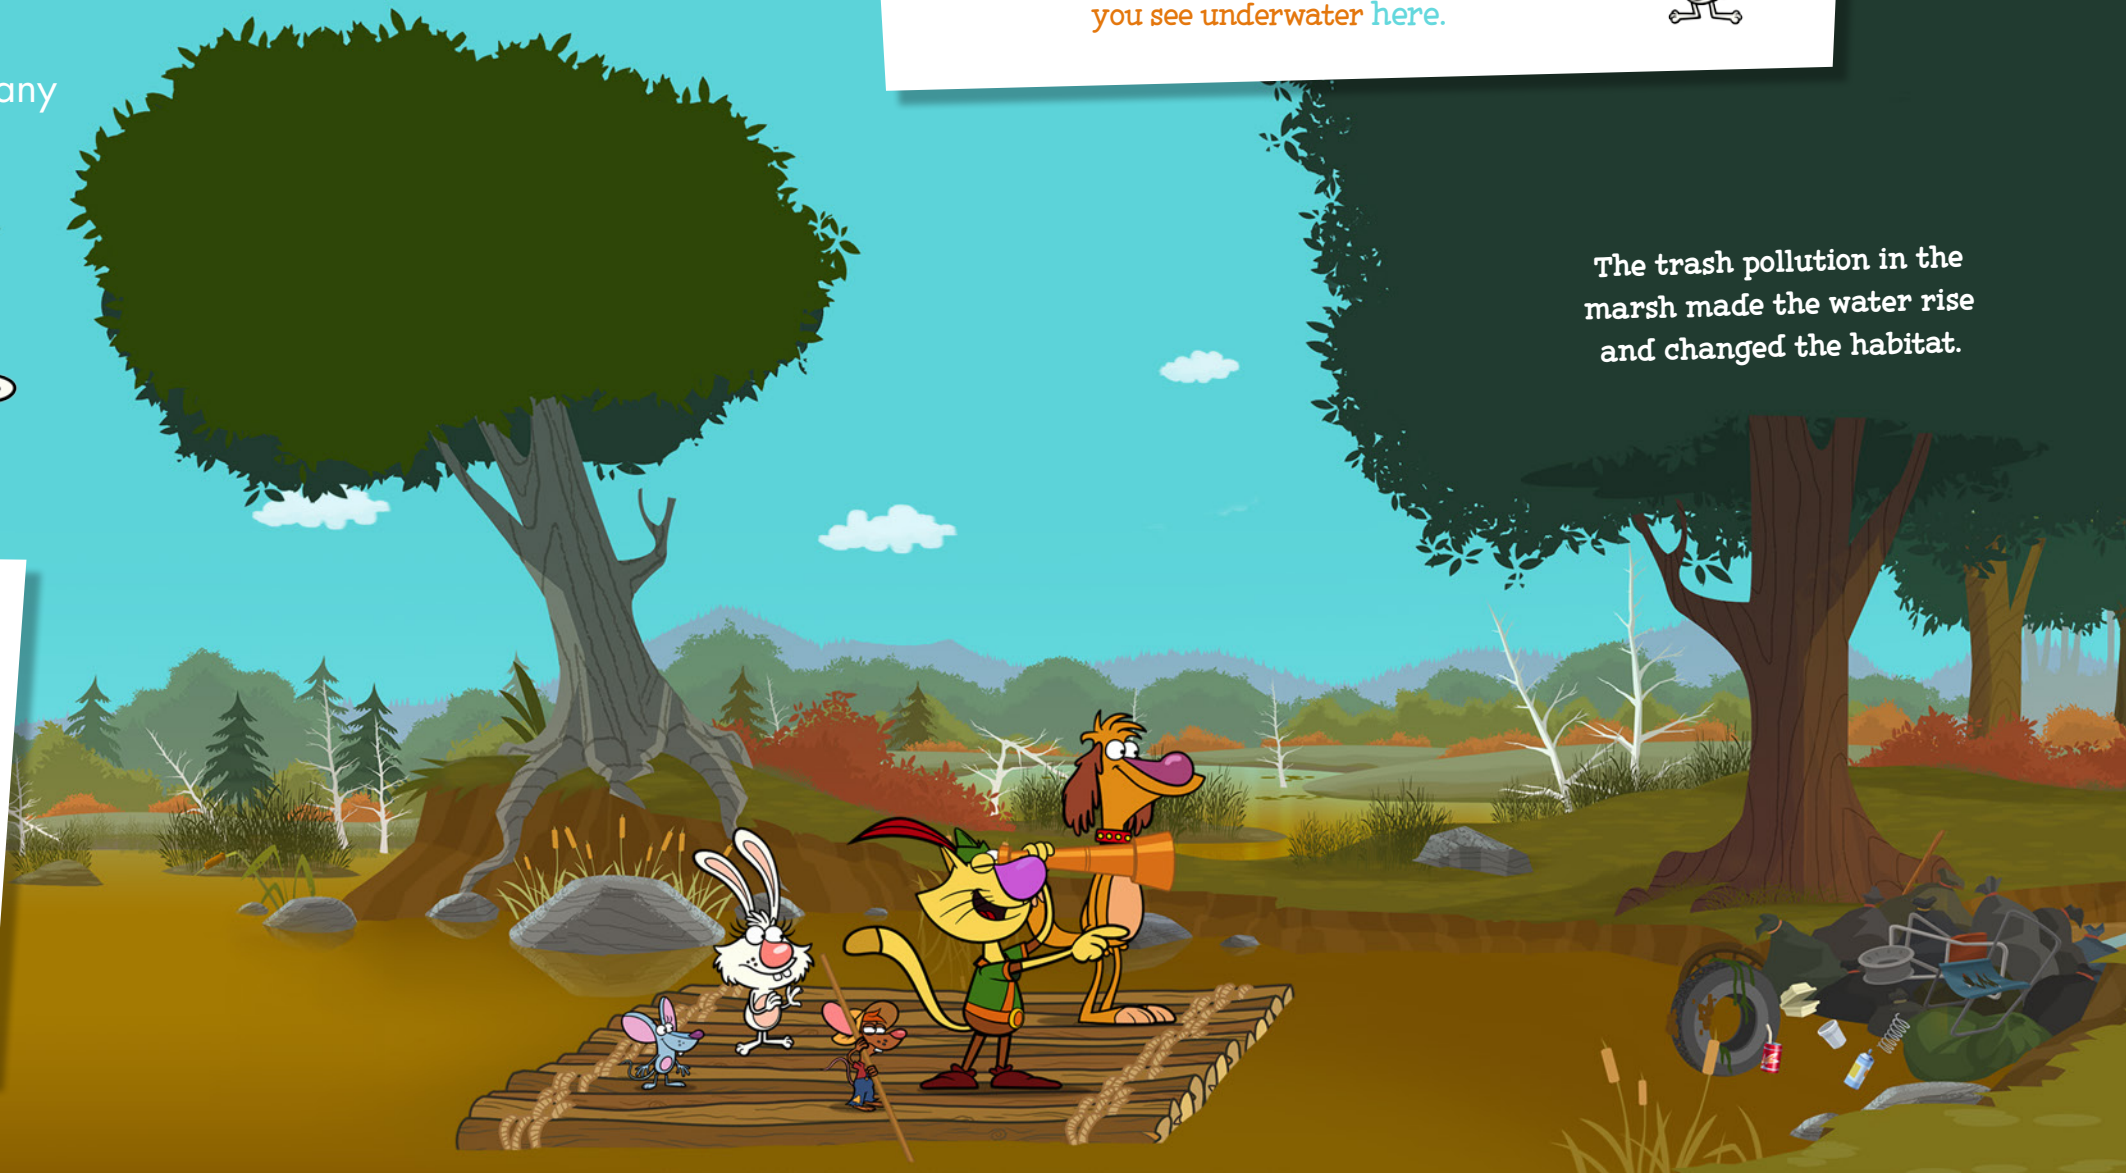 you see underwater here.
any
The trash pollution in the
marsh made the water rise
and changed the habitat.